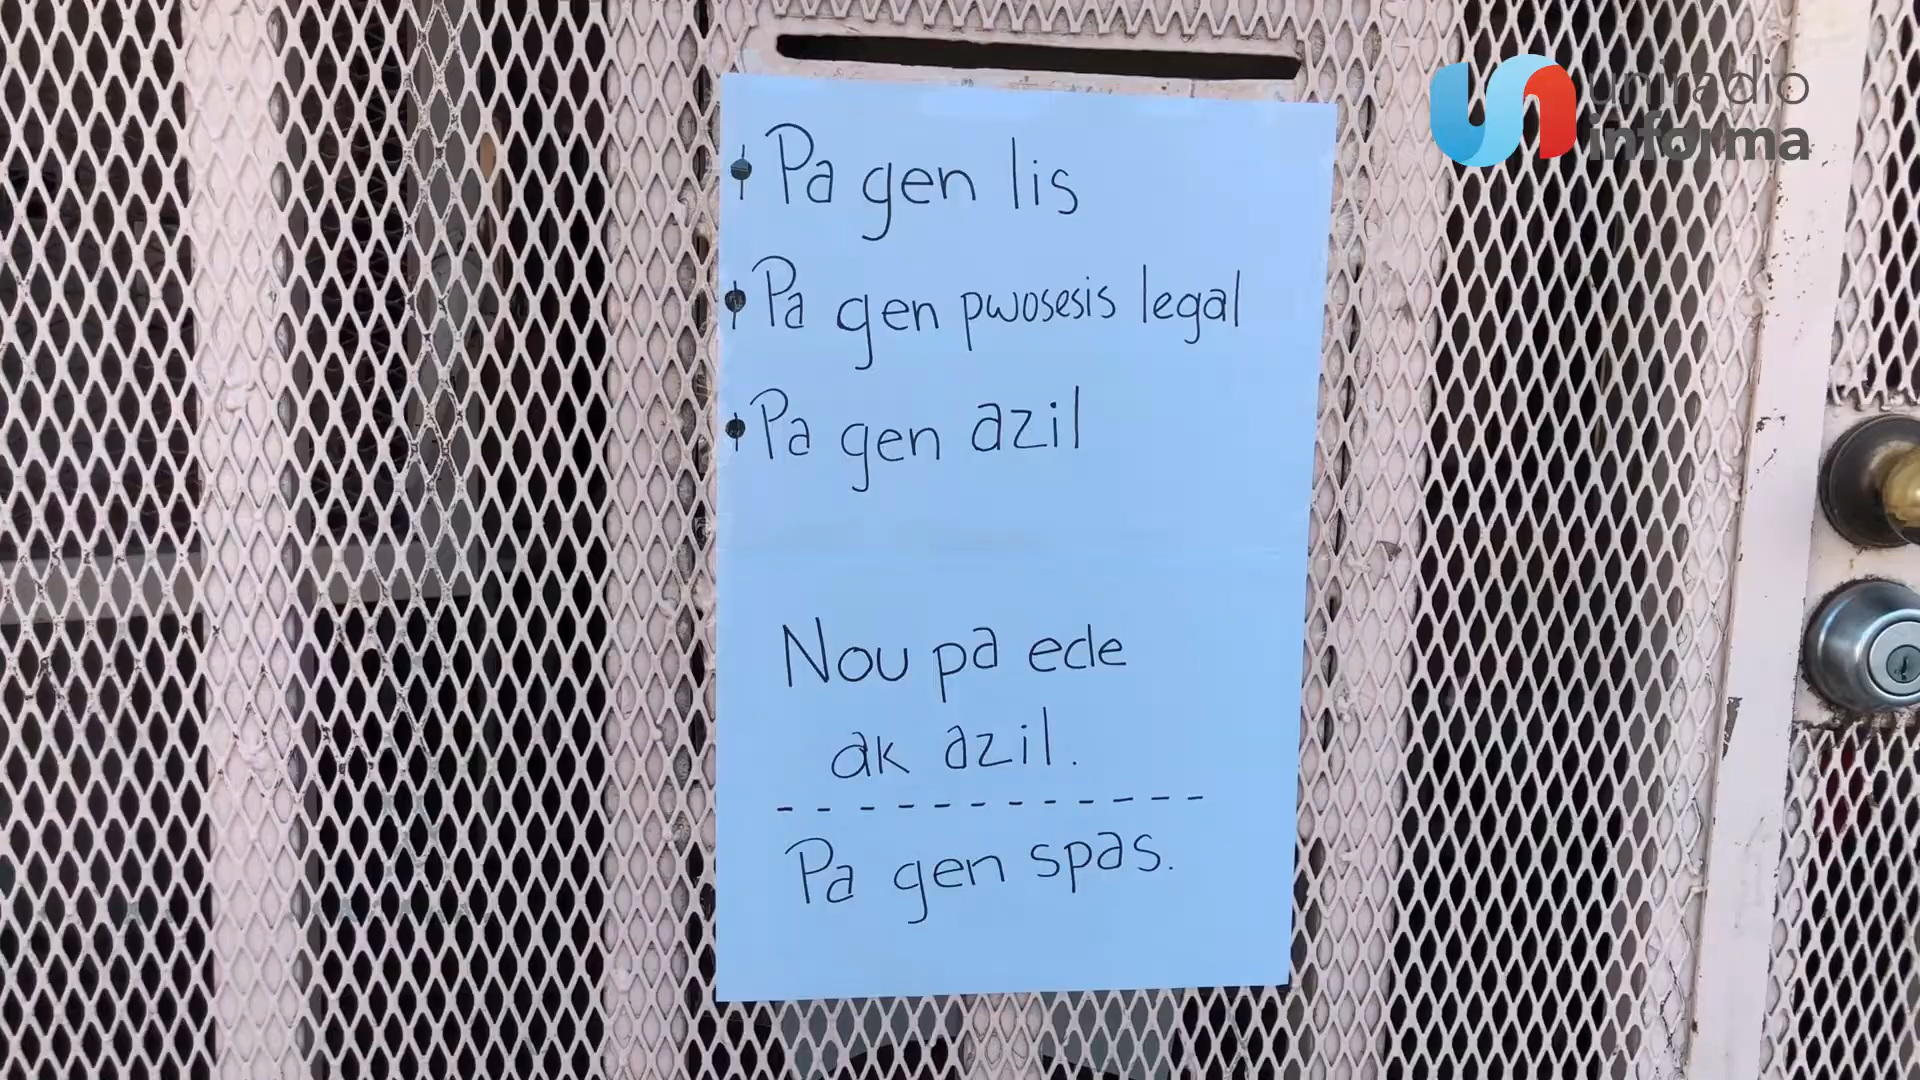 uniradio
informa
• Pa gen lis
• Pa gen pwosesis legal
• Pa gen azil
Nou pa ede
ak azil.
- - - - - - - - - - - -
Pa gen spas.